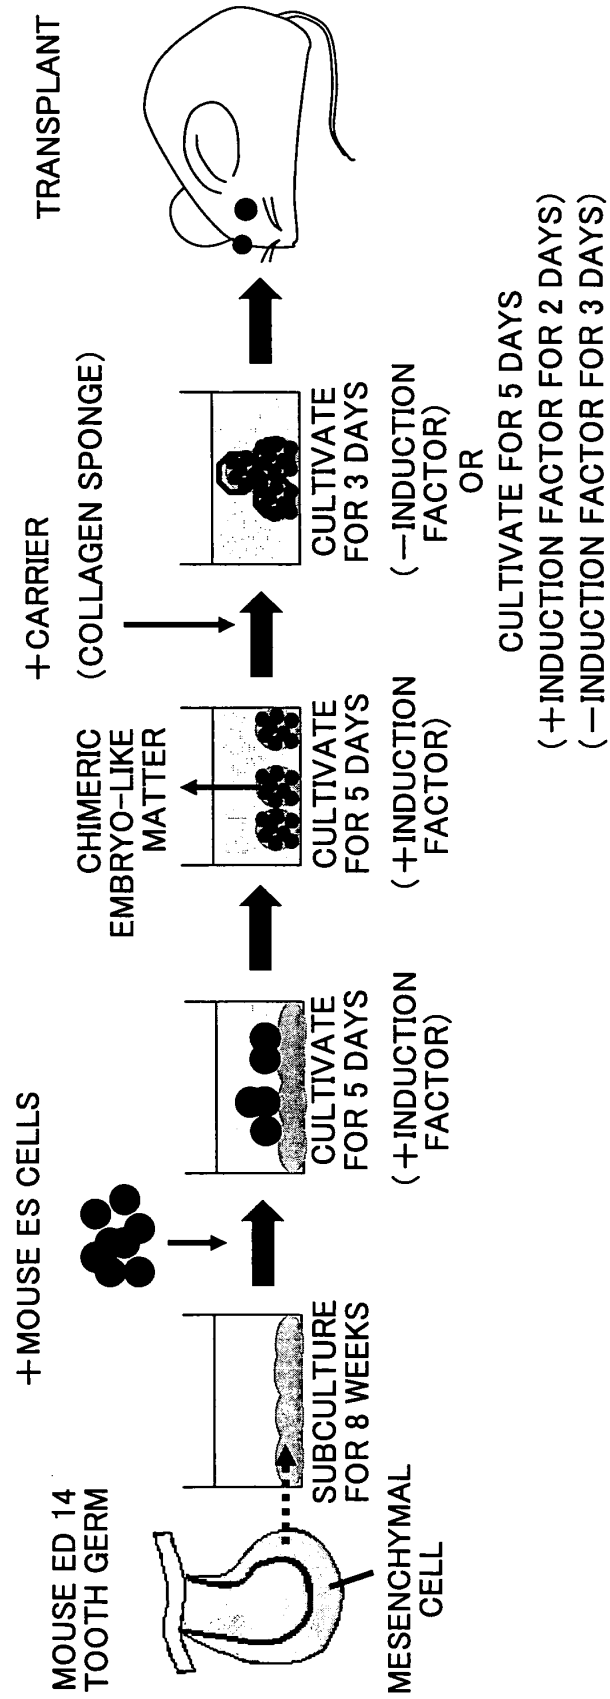 MOUSE ED 14
TOOTH GERM
MESENCHYMAL
CELL
SUBCULTURE
FOR 8 WEEKS
+MOUSE ES CELLS
CULTIVATE
FOR 5 DAYS
(+INDUCTION
FACTOR)
CHIMERIC
EMBRYO-LIKE
MATTER
CULTIVATE
FOR 5 DAYS
(+INDUCTION
FACTOR)
+CARRIER
(COLLAGEN SPONGE)
CULTIVATE
FOR 3 DAYS
(−INDUCTION
FACTOR)
OR
CULTIVATE FOR 5 DAYS
(+INDUCTION FACTOR FOR 2 DAYS)
(−INDUCTION FACTOR FOR 3 DAYS)
TRANSPLANT